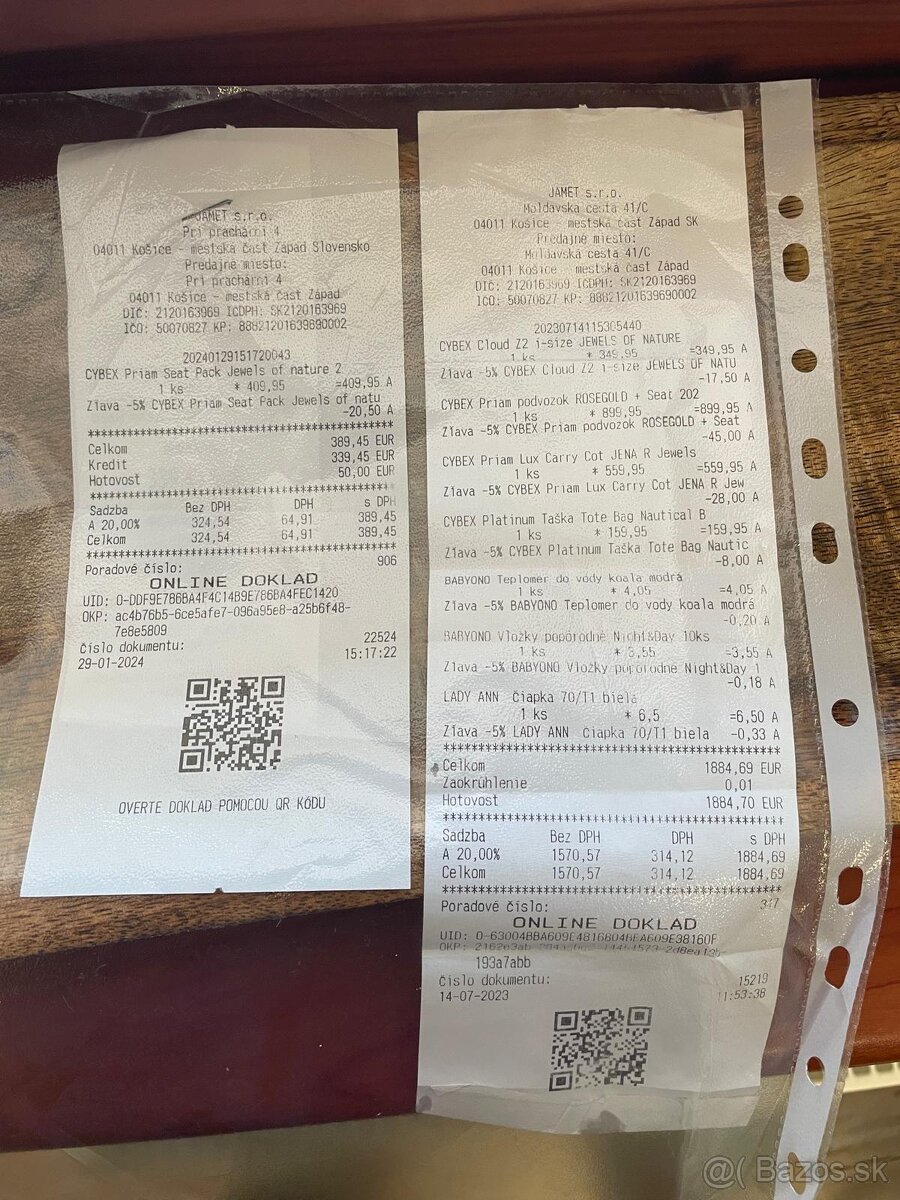 JAMET s.r.o.
Pri prachárni 4
04011 Košice - mestská časť Západ Slovensko
Predajné miesto:
Pri prachárni 4
04011 Košice - mestská časť Západ
DIČ: 2120163969 ICDPH: SK2120163969
IČO: 50070827 KP: 88821201639690002
20240129151720043
CYBEX Priam Seat Pack Jewels of nature 2
1 ks * 409,95 =409,95 A
Zľava -5% CYBEX Priam Seat Pack Jewels of natu
-20,50 A
****************************************
Celkom 389,45 EUR
Kredit 339,45 EUR
Hotovosť 50,00 EUR
****************************************
Sadzba Bez DPH DPH s DPH
A 20,00% 324,54 64,91 389,45
Celkom 324,54 64,91 389,45
****************************************
Poradové číslo: 906
ONLINE DOKLAD
UID: O-DDF9E786BA4F4C14B9E786BA4FEC1420
OKP: ac4b76b5-6ce5afe7-096a95e8-a25b6f48-
7e8e5809
Číslo dokumentu: 22524
29-01-2024 15:17:22
OVERTE DOKLAD POMOCOU QR KÓDU
JAMET s.r.o.
Moldavská cesta 41/C
04011 Košice - mestská časť Západ SK
Predajné miesto:
Moldavská cesta 41/C
04011 Košice - mestská časť Západ
DIČ: 2120163969 ICDPH: SK2120163969
IČO: 50070827 KP: 88821201639690002
20230714115305440
CYBEX Cloud Z2 i-size JEWELS OF NATURE
1 ks * 349,95 =349,95 A
Zľava -5% CYBEX Cloud Z2 i-size JEWELS OF NATU
-17,50 A
CYBEX Priam podvozok ROSEGOLD + Seat 202
1 ks * 899,95 =899,95 A
Zľava -5% CYBEX Priam podvozok ROSEGOLD + Seat
-45,00 A
CYBEX Priam Lux Carry Cot JENA R Jewels
1 ks * 559,95 =559,95 A
Zľava -5% CYBEX Priam Lux Carry Cot JENA R Jew
-28,00 A
CYBEX Platinum Taška Tote Bag Nautical B
1 ks * 159,95 =159,95 A
Zľava -5% CYBEX Platinum Taška Tote Bag Nautic
-8,00 A
BABYONO Teplomer do vody koala modrá
1 ks * 4,05 =4,05 A
Zľava -5% BABYONO Teplomer do vody koala modrá
-0,20 A
BABYONO Vložky popôrodné Night&Day 10ks
1 ks * 3,55 =3,55 A
Zľava -5% BABYONO Vložky popôrodné Night&Day 1
-0,18 A
LADY ANN Čiapka 70/T1 biela
1 ks * 6,5 =6,50 A
Zľava -5% LADY ANN Čiapka 70/T1 biela -0,33 A
****************************************
Celkom 1884,69 EUR
Zaokrúhlenie 0,01
Hotovosť 1884,70 EUR
****************************************
Sadzba Bez DPH DPH s DPH
A 20,00% 1570,57 314,12 1884,69
Celkom 1570,57 314,12 1884,69
****************************************
Poradové číslo:
ONLINE DOKLAD
UID:
OKP:
193a7abb
Číslo dokumentu: 15219
14-07-2023 11:53:38
@( Bazos.sk